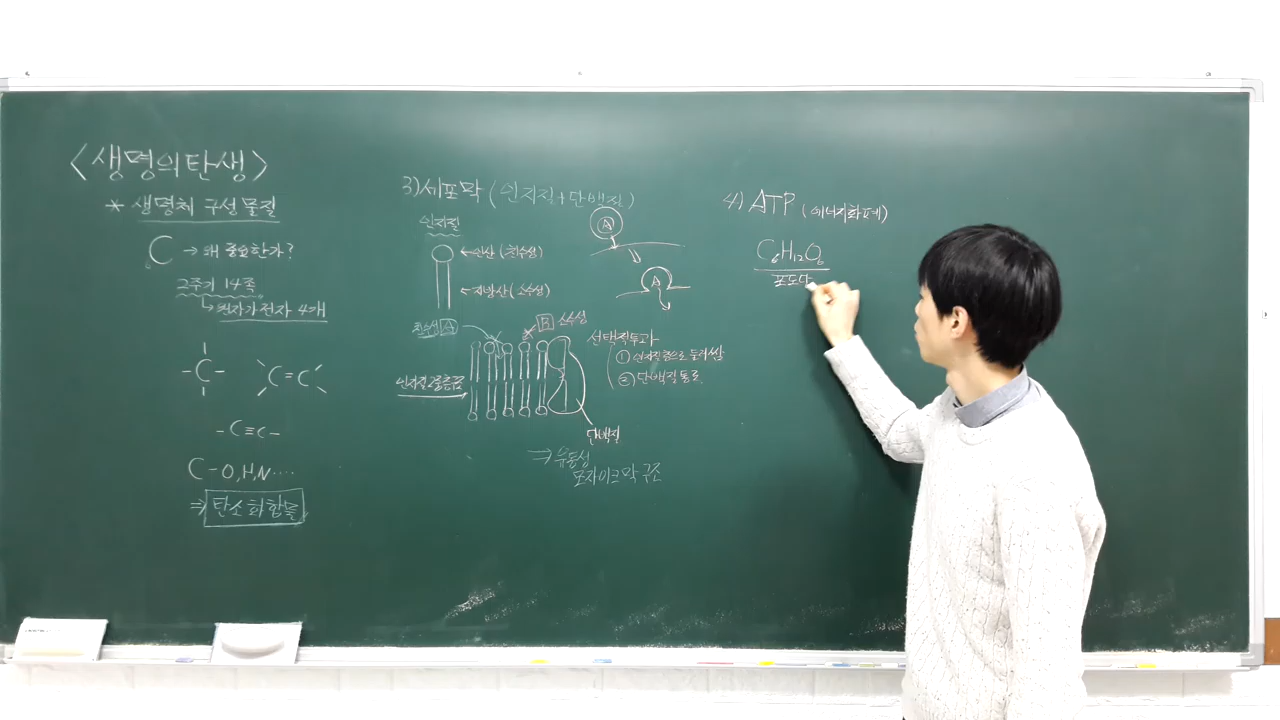 <생명의 탄생>
* 생명체 구성 물질
C → 왜 중요한가?
2주기 14족
↳ 원자가 전자 4개
-C-
C=C
-C≡C-
C-O,H,N····
⇒ 탄소화합물
3) 세포막 (인지질+단백질)
인지질
←인산 (친수성)
←지방산 (소수성)
A
A
친수성 A
B 소수성
인지질 2중층구조
선택적투과
① 인지질층으로 둘러쌈
② 단백질 통로.
단백질
⇒ 유동성
모자이크막 구조
4) ATP (에너지화폐)
C₆H₁₂O₆
포도당